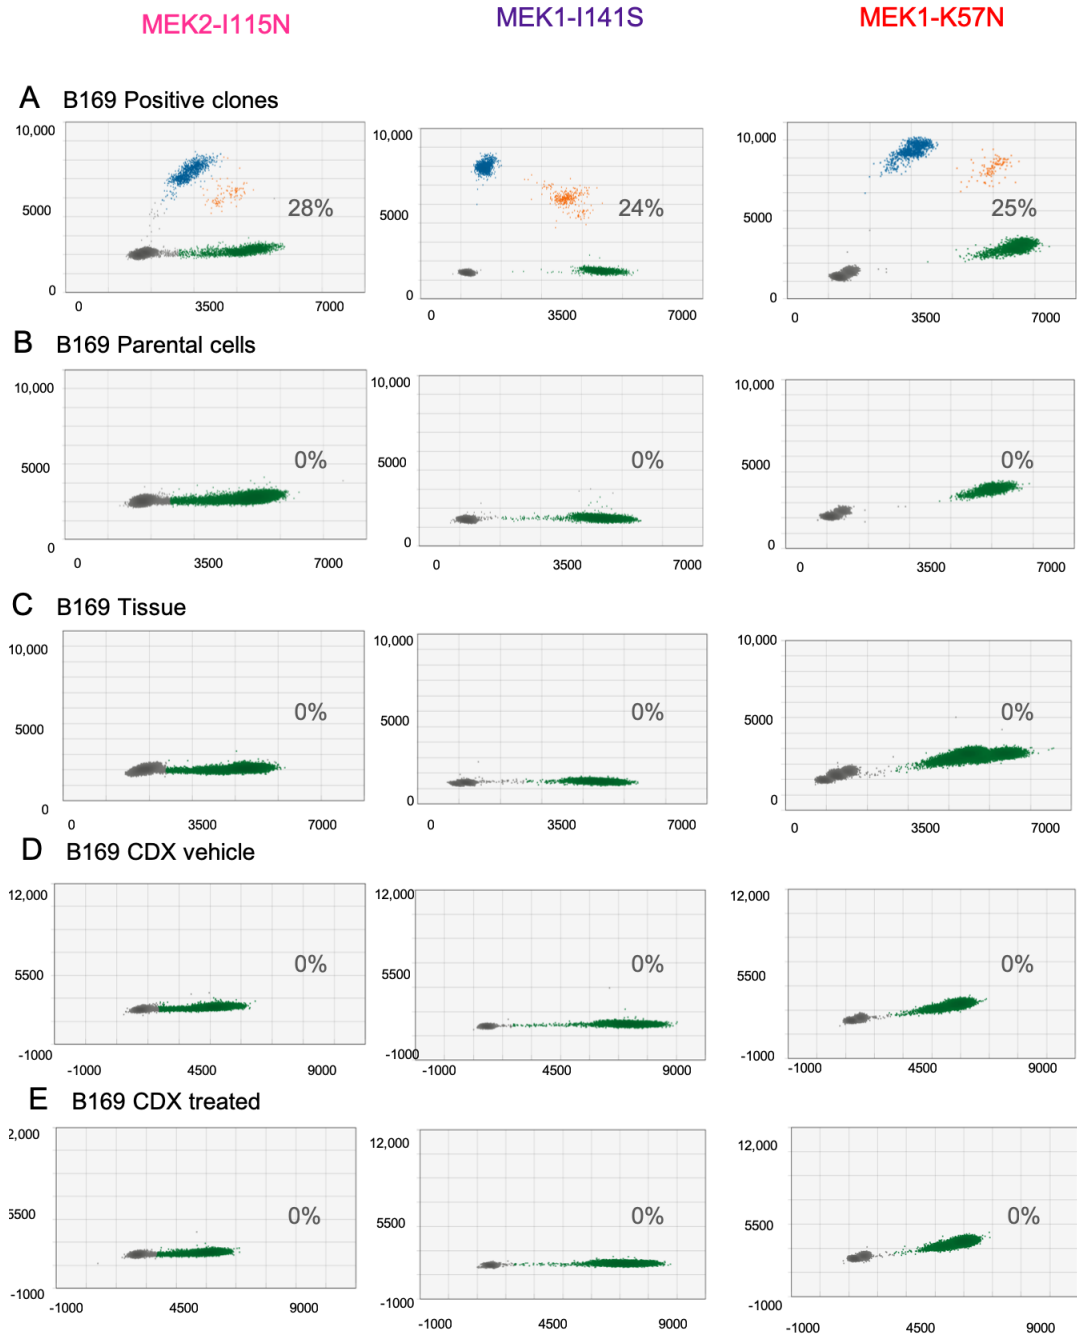 MEK2-I115N MEK1-I141S MEK1-K57N
A B169 Positive clones
10,000 10,000 10,000
5000 28% 5000 24% 5000 25%
0 0 0
0 3500 7000 0 3500 7000 0 3500 7000
B B169 Parental cells
10,000 10,000 10,000
5000 0% 5000 0% 5000 0%
0 0 0
0 3500 7000 0 3500 7000 0 3500 7000
C B169 Tissue
10,000 10,000 10,000
5000 0% 5000 0% 5000 0%
0 0 0
0 3500 7000 0 3500 7000 0 3500 7000
D B169 CDX vehicle
12,000 12,000 12,000
5500 0% 5500 0% 5500 0%
-1000 -1000 -1000
-1000 4500 9000 -1000 4500 9000 -1000 4500 9000
E B169 CDX treated
2,000 12,000 12,000
5500 0% 5500 0% 5500 0%
-1000 -1000 -1000
-1000 4500 9000 -1000 4500 9000 -1000 4500 9000